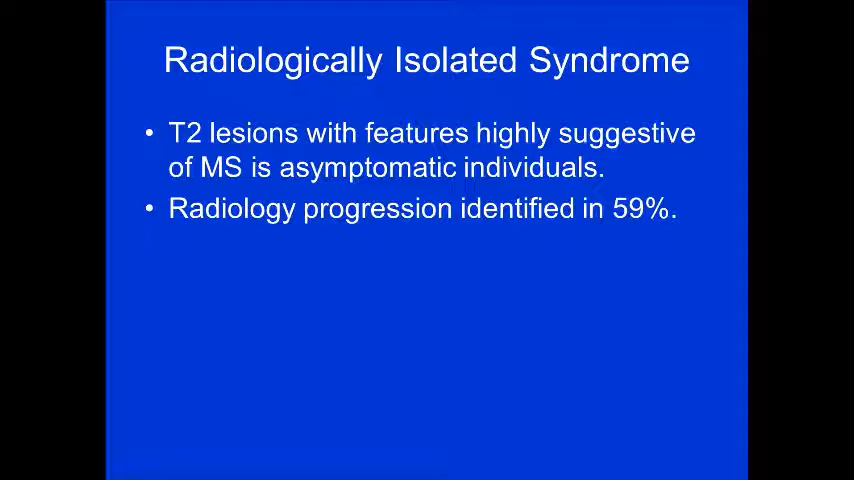 Radiologically Isolated Syndrome
• T2 lesions with features highly suggestive
of MS is asymptomatic individuals.
• Radiology progression identified in 59%.